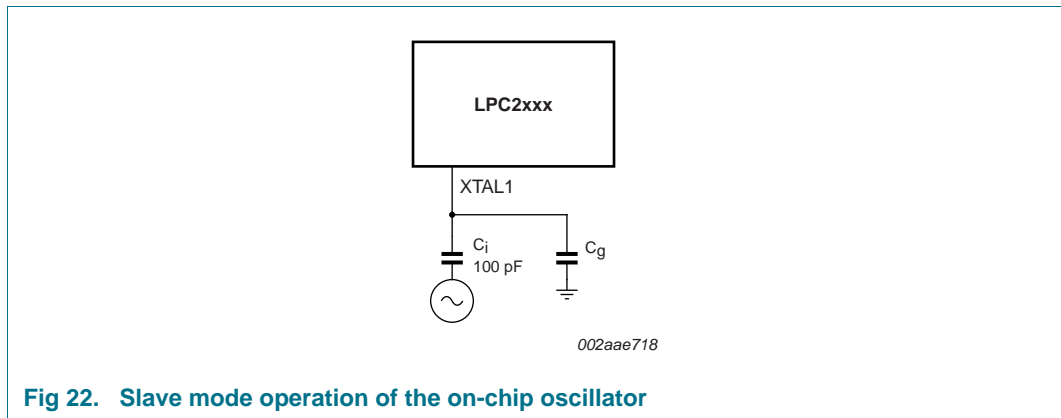 LPC2xxx
XTAL1
Ci
100 pF
Cg
002aae718
Fig 22. Slave mode operation of the on-chip oscillator